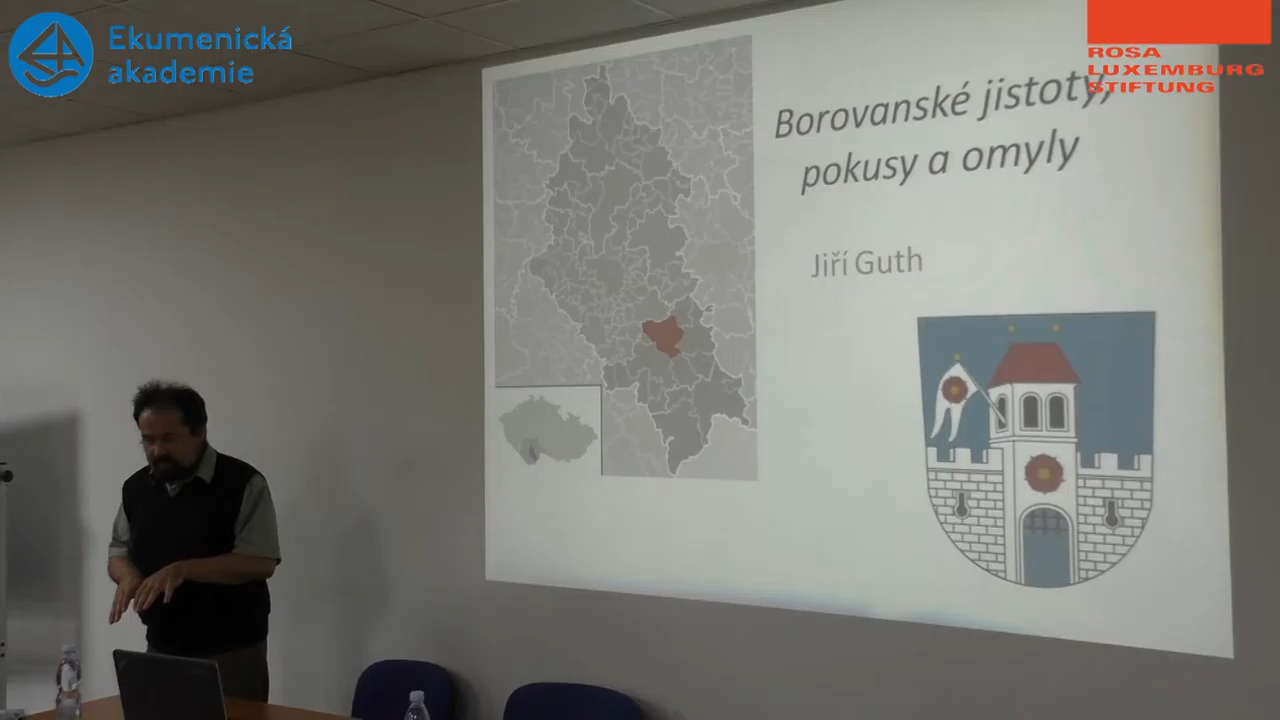 Ekumenická
akademie
ROSA
LUXEMBURG
STIFTUNG
Borovanské jistoty,
pokusy a omyly
Jiří Guth